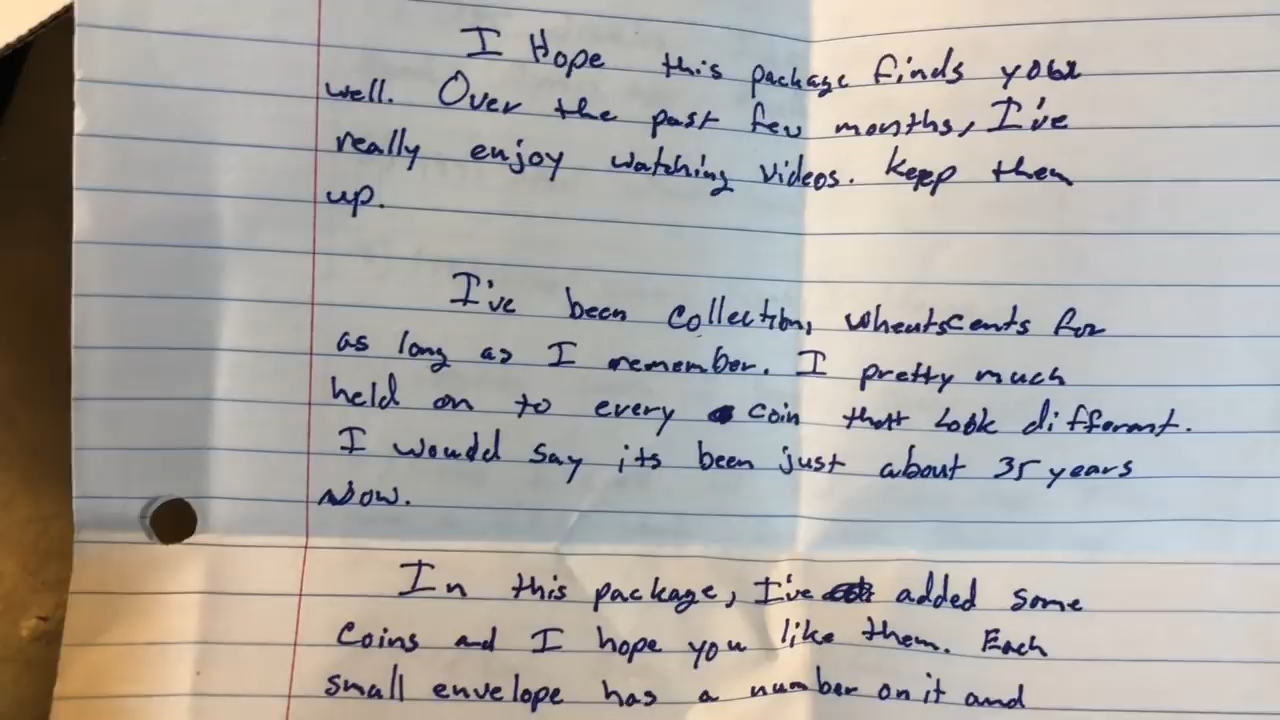 I Hope this package finds you
well. Over the past few months, I've
really enjoy watching videos. keep them
up.
I've been collection, wheatscents for
as long as I remember. I pretty much
held on to every coin that look different.
I would say its been just about 35 years
now.
In this package, I've added some
coins and I hope you like them. Each
small envelope has a number on it and